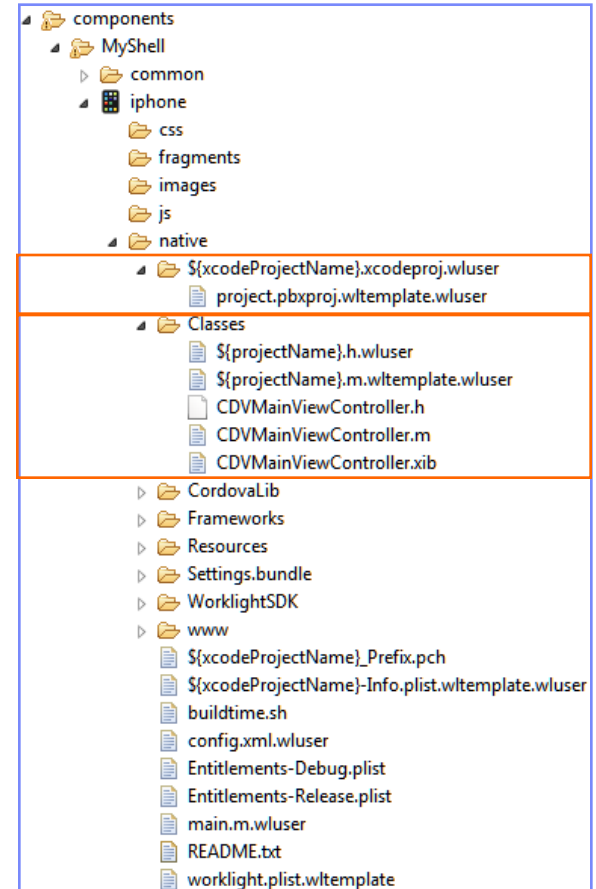 components
MyShell
common
iphone
css
fragments
images
js
native
${xcodeProjectName}.xcodeproj.wluser
project.pbxproj.wltemplate.wluser
Classes
${projectName}.h.wluser
${projectName}.m.wltemplate.wluser
CDVMainViewController.h
CDVMainViewController.m
CDVMainViewController.xib
CordovaLib
Frameworks
Resources
Settings.bundle
WorklightSDK
www
${xcodeProjectName}_Prefix.pch
${xcodeProjectName}-Info.plist.wltemplate.wluser
buildtime.sh
config.xml.wluser
Entitlements-Debug.plist
Entitlements-Release.plist
main.m.wluser
README.txt
worklight.plist.wltemplate